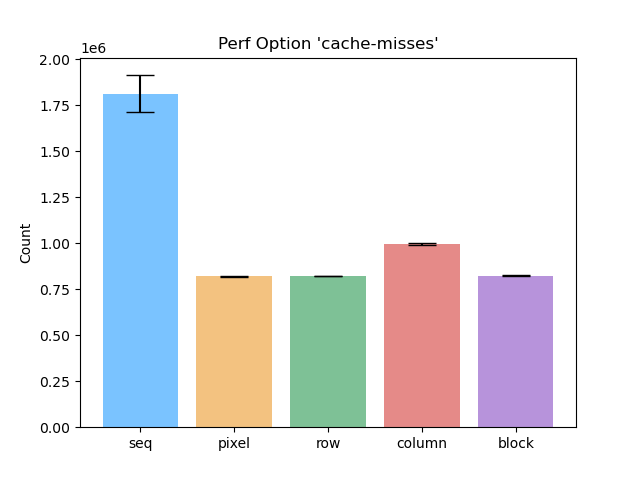 Perf Option 'cache-misses'
1e6
2.00
1.75
1.50
1.25
1.00
0.75
0.50
0.25
0.00
Count
seq pixel row column block